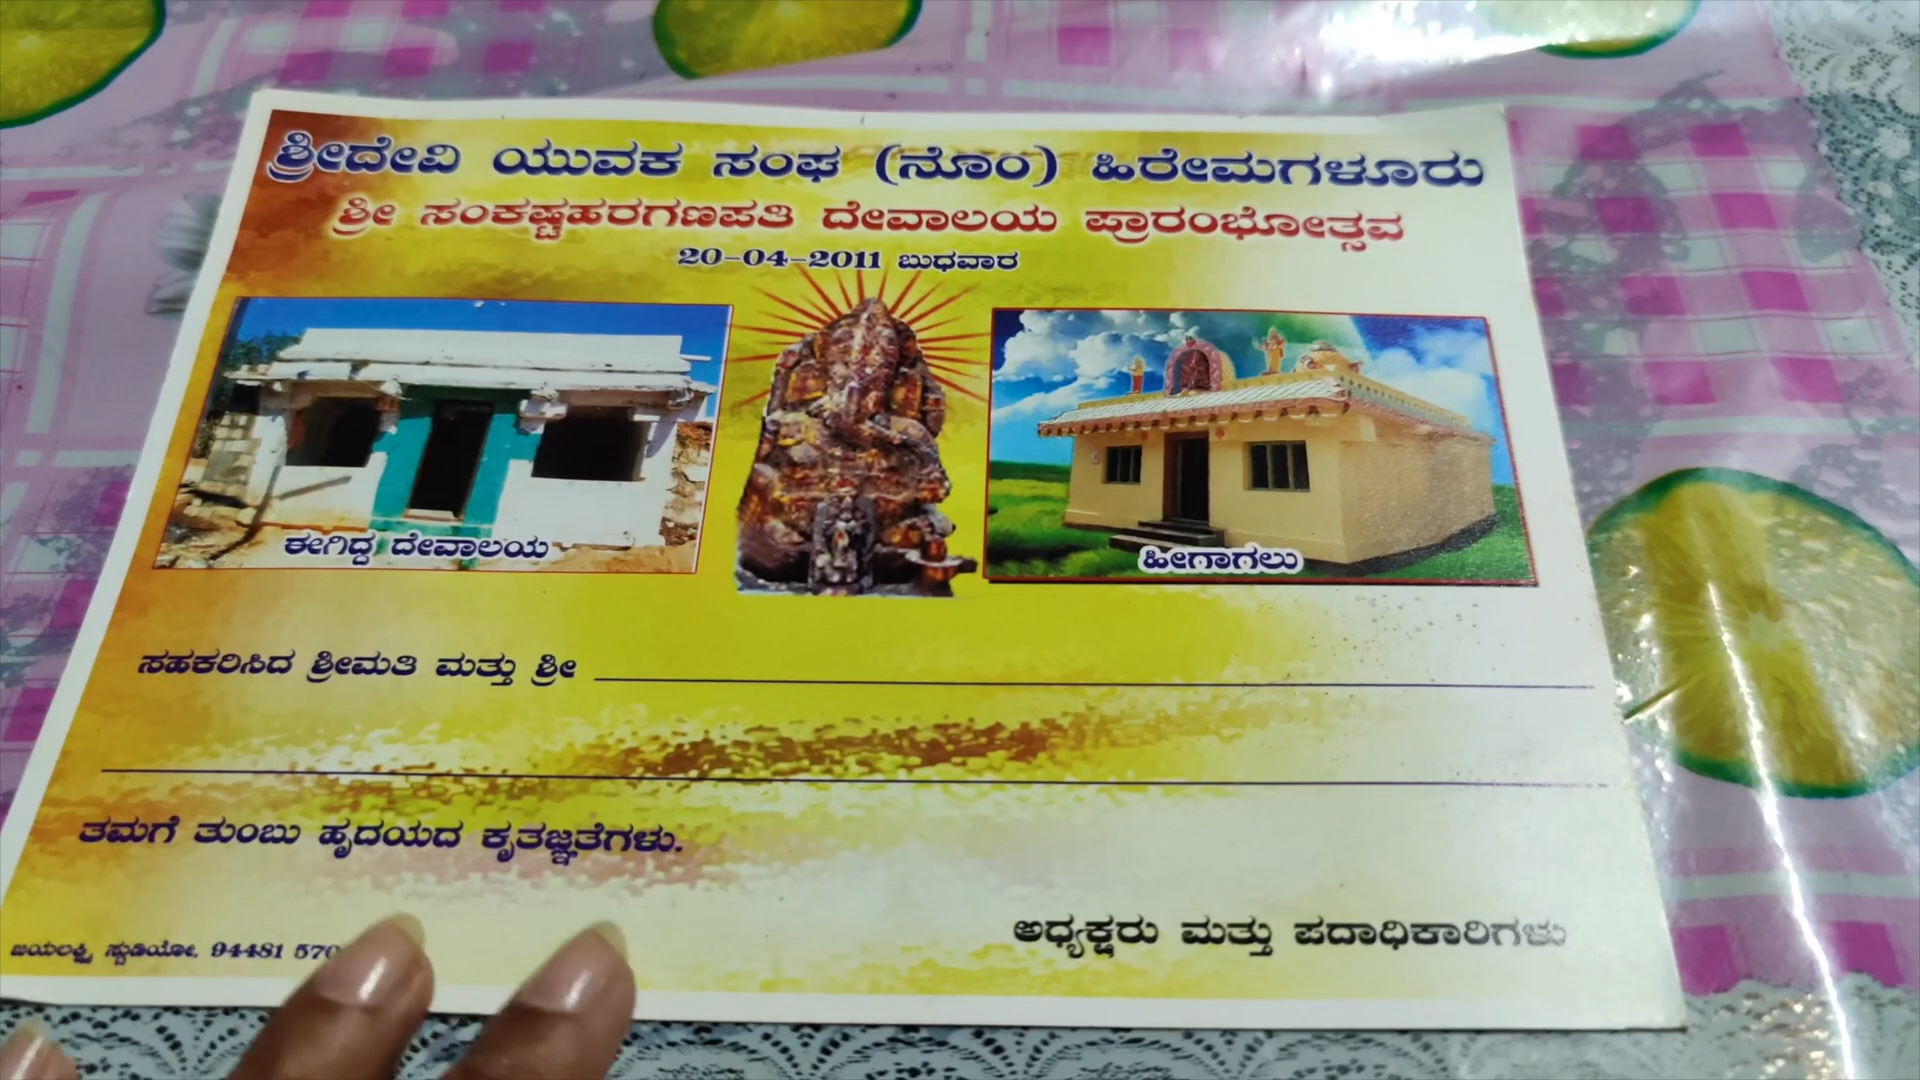 ಶ್ರೀದೇವಿ ಯುವಕ ಸಂಘ (ನೊಂ) ಹಿರೇಮಗಳೂರು
ಶ್ರೀ ಸಂಕಷ್ಟಹರಗಣಪತಿ ದೇವಾಲಯ ಪ್ರಾರಂಭೋತ್ಸವ
20-04-2011 ಬುಧವಾರ
ಈಗಿದ್ದ ದೇವಾಲಯ
ಹೀಗಾಗಲು
ಸಹಕರಿಸಿದ ಶ್ರೀಮತಿ ಮತ್ತು ಶ್ರೀ
ತಮಗೆ ತುಂಬು ಹೃದಯದ ಕೃತಜ್ಞತೆಗಳು.
ಅಧ್ಯಕ್ಷರು ಮತ್ತು ಪದಾಧಿಕಾರಿಗಳು
ಜಯಲಕ್ಷ್ಮಿ ಸ್ಟುಡಿಯೋ. 94481 570